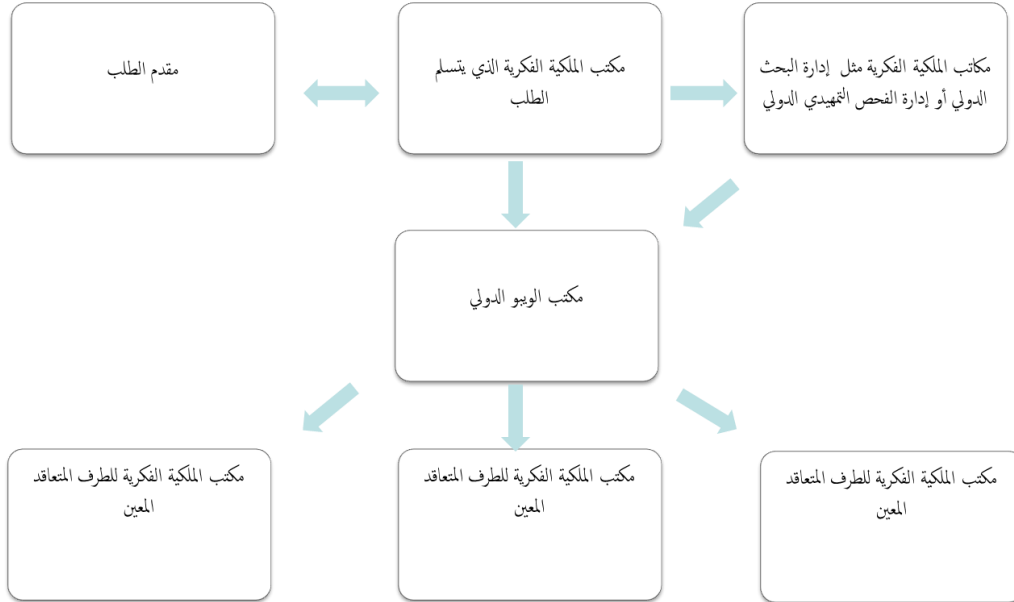 مكاتب الملكية الفكرية مثل إدارة البحث
الدولي أو إدارة الفحص التمهيدي الدولي
مكتب الملكية الفكرية الذي يتسلم
الطلب
مقدم الطلب
مكتب الويبو الدولي
مكتب الملكية الفكرية للطرف المتعاقد
المعين
مكتب الملكية الفكرية للطرف المتعاقد
المعين
مكتب الملكية الفكرية للطرف المتعاقد
المعين